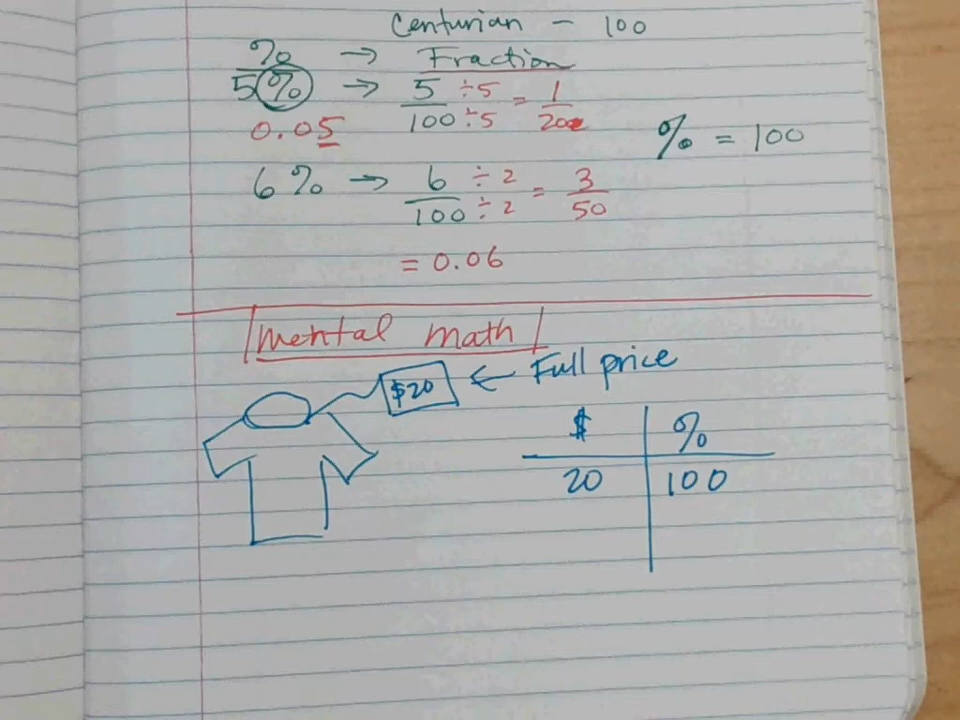 Centurian - 100
% → Fraction
5% → 5/100 ÷5/÷5 = 1/20
0.05
% = 100
6% → 6/100 ÷2/÷2 = 3/50
= 0.06
mental math
$20 ← Full price
$ %
20 100